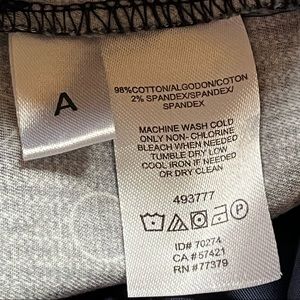 A
98%COTTON/ALGODON/COTON
2% SPANDEX/SPANDEX/
SPANDEX
MACHINE WASH COLD
ONLY NON- CHLORINE
BLEACH WHEN NEEDED
TUMBLE DRY LOW
COOL IRON IF NEEDED
OR DRY CLEAN
493777
P
ID# 70274
CA # 57421
RN #77379